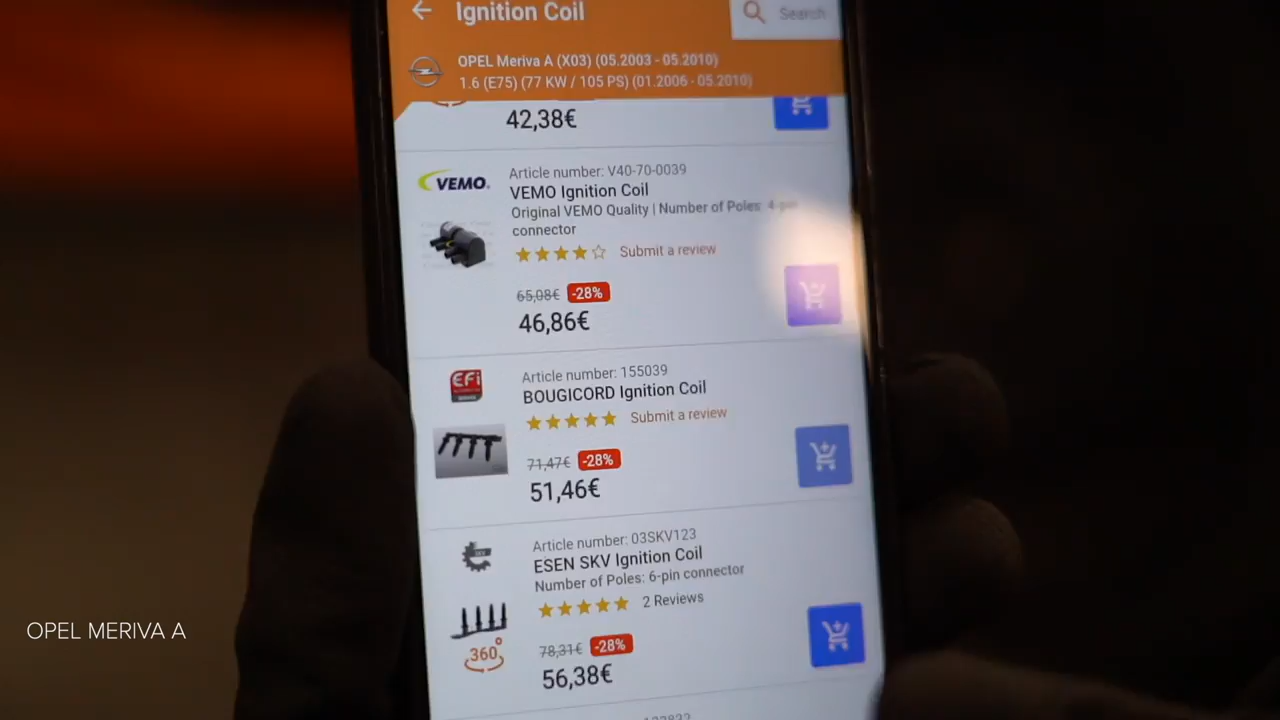 Ignition Coil
Search
OPEL Meriva A (X03) (05.2003 - 05.2010)
1.6 (E75) (77 KW / 105 PS) (01.2006 - 05.2010)
42,38€
VEMO.
Article number: V40-70-0039
VEMO Ignition Coil
Original VEMO Quality | Number of Poles: 4-pin
connector
Submit a review
65,08€ -28%
46,86€
EFi
Article number: 155039
BOUGICORD Ignition Coil
Submit a review
71,47€ -28%
51,46€
Article number: 03SKV123
ESEN SKV Ignition Coil
Number of Poles: 6-pin connector
2 Reviews
360°
78,31€ -28%
56,38€
OPEL MERIVA A